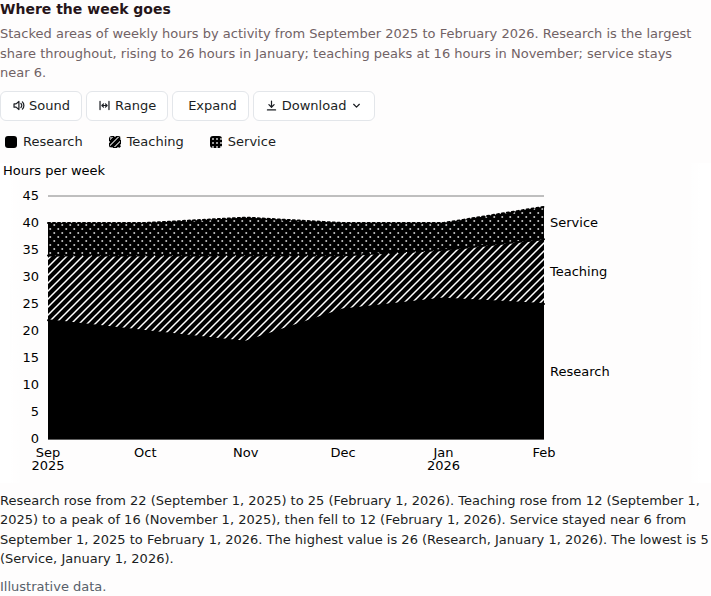 Where the week goes
Stacked areas of weekly hours by activity from September 2025 to February 2026. Research is the largest
share throughout, rising to 26 hours in January; teaching peaks at 16 hours in November; service stays
near 6.
Sound Range Expand Download
Research Teaching Service
Hours per week
45
40
35
30
25
20
15
10
5
0
Service
Teaching
Research
Sep Oct Nov Dec Jan Feb
2025 2026
Research rose from 22 (September 1, 2025) to 25 (February 1, 2026). Teaching rose from 12 (September 1,
2025) to a peak of 16 (November 1, 2025), then fell to 12 (February 1, 2026). Service stayed near 6 from
September 1, 2025 to February 1, 2026. The highest value is 26 (Research, January 1, 2026). The lowest is 5
(Service, January 1, 2026).
Illustrative data.